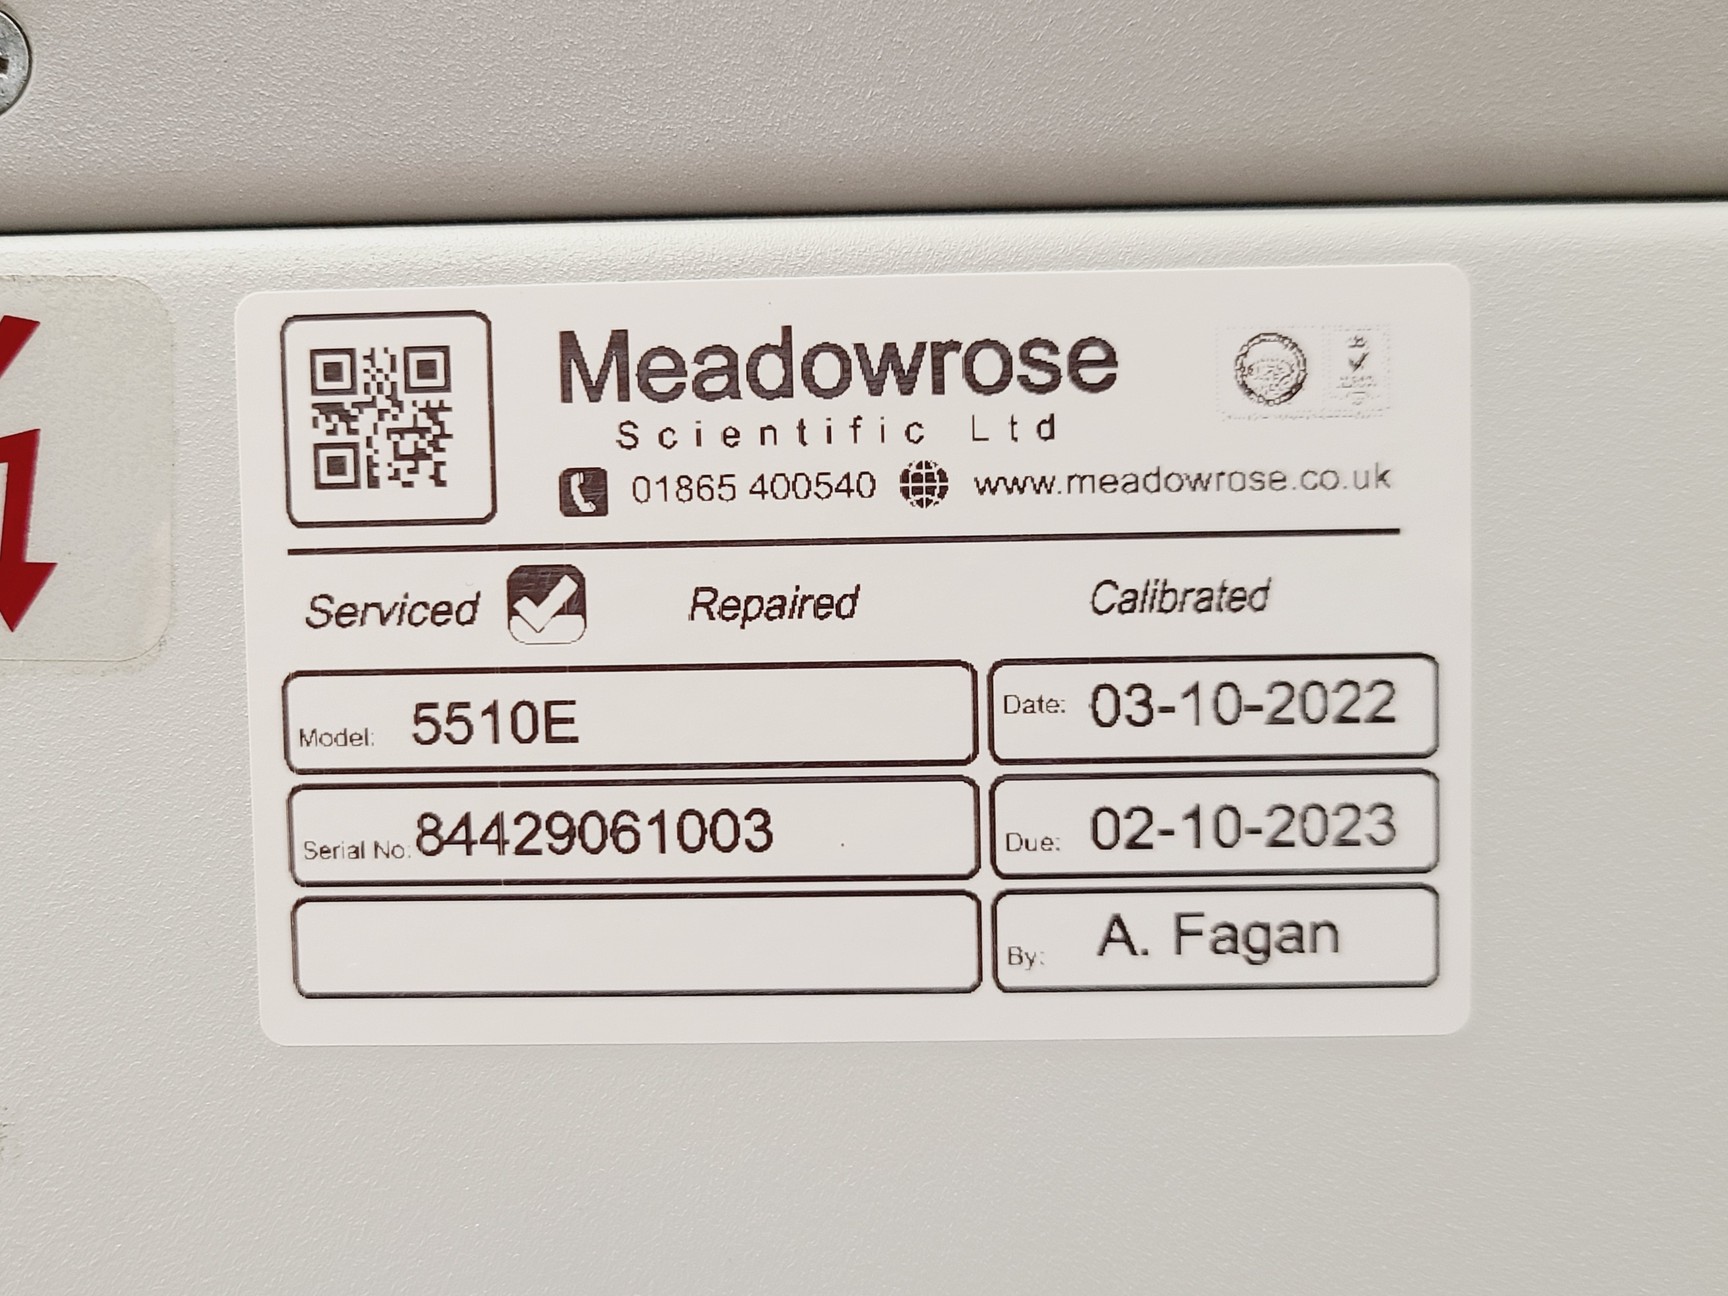 Meadowrose
Scientific Ltd
01865 400540 www.meadowrose.co.uk
Serviced Repaired Calibrated
Model: 5510E
Date: 03-10-2022
Serial No: 84429061003
Due: 02-10-2023
By: A. Fagan